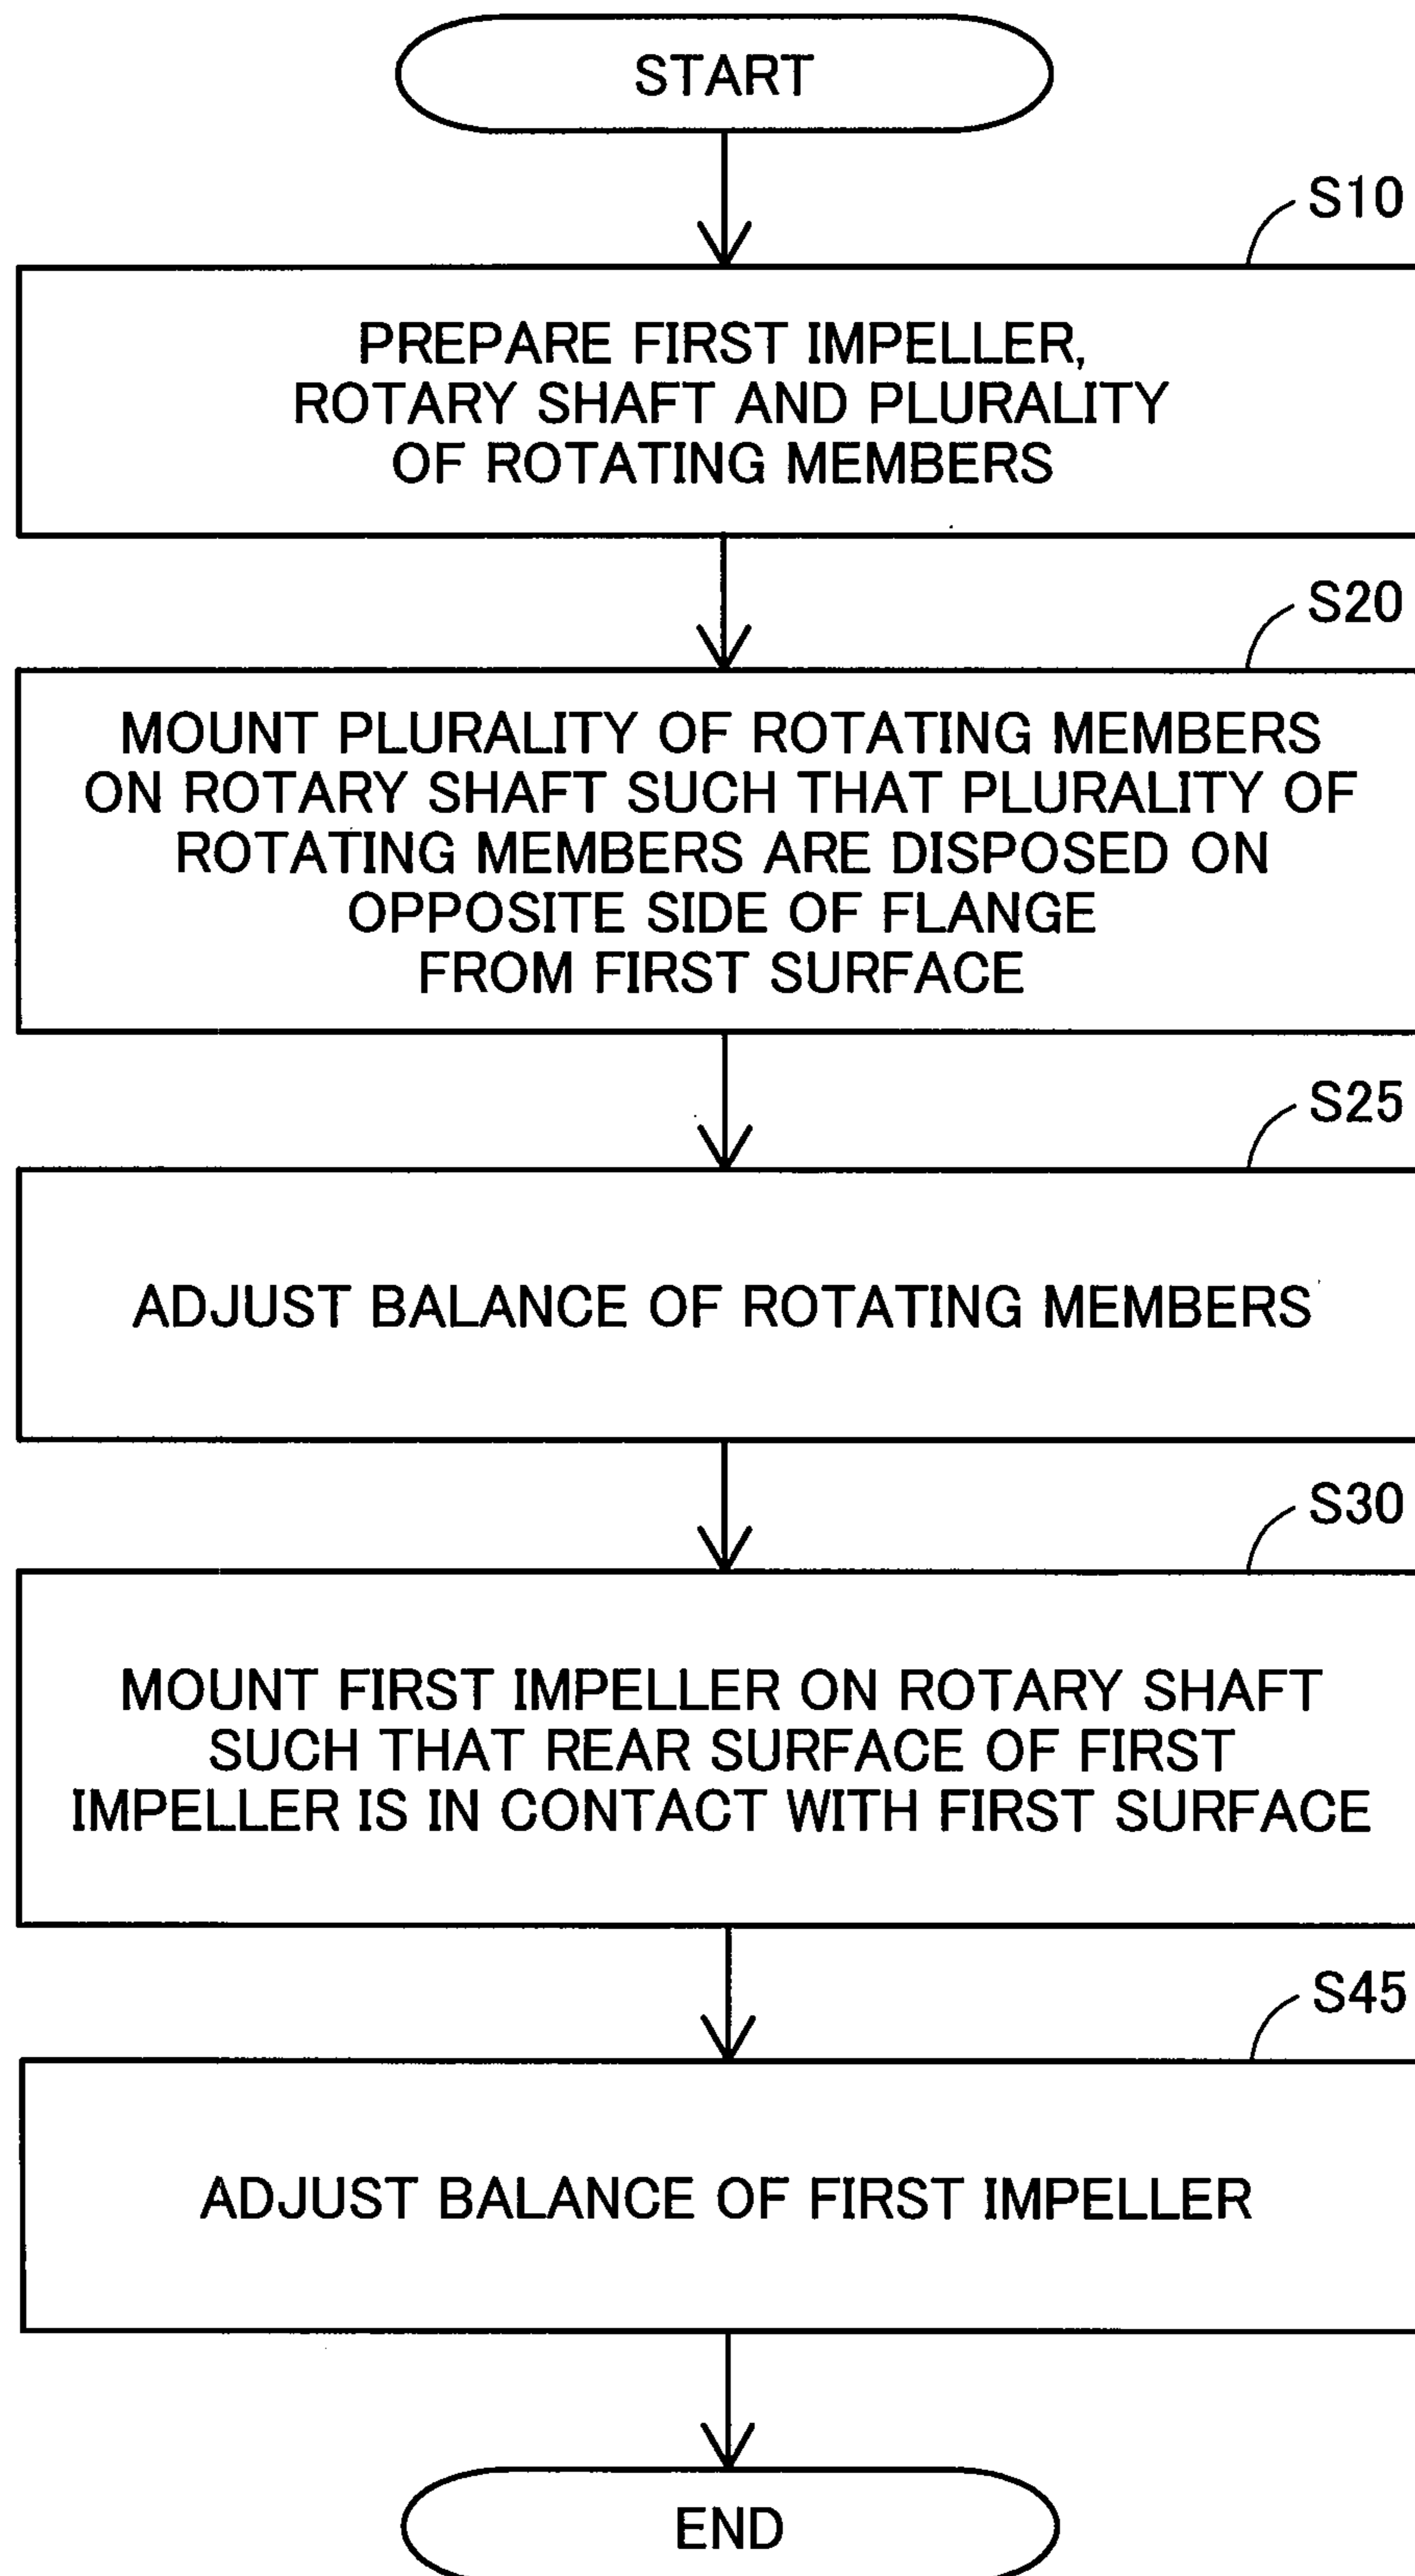 START
S10
PREPARE FIRST IMPELLER,
ROTARY SHAFT AND PLURALITY
OF ROTATING MEMBERS
S20
MOUNT PLURALITY OF ROTATING MEMBERS
ON ROTARY SHAFT SUCH THAT PLURALITY OF
ROTATING MEMBERS ARE DISPOSED ON
OPPOSITE SIDE OF FLANGE
FROM FIRST SURFACE
S25
ADJUST BALANCE OF ROTATING MEMBERS
S30
MOUNT FIRST IMPELLER ON ROTARY SHAFT
SUCH THAT REAR SURFACE OF FIRST
IMPELLER IS IN CONTACT WITH FIRST SURFACE
S45
ADJUST BALANCE OF FIRST IMPELLER
END